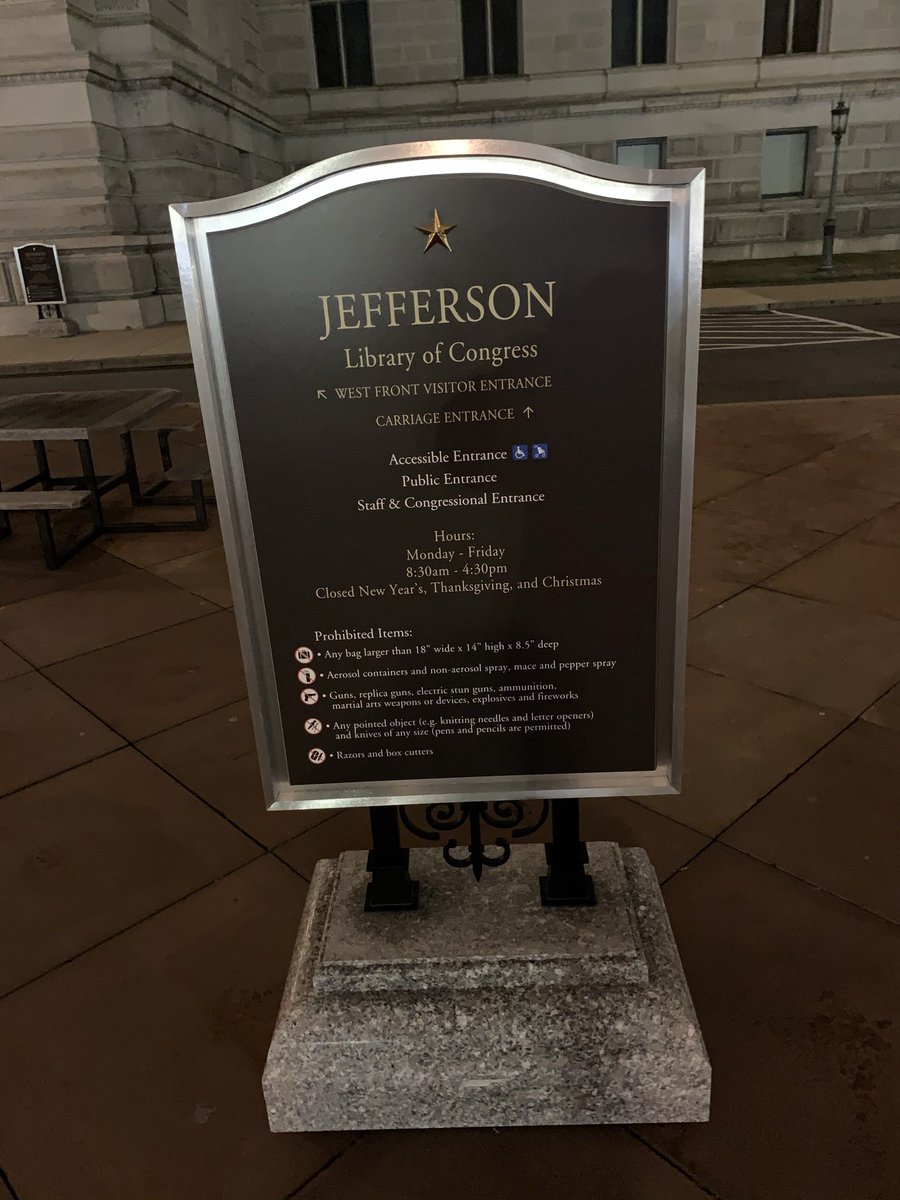 JEFFERSON
Library of Congress
↖ WEST FRONT VISITOR ENTRANCE
CARRIAGE ENTRANCE ↑
Accessible Entrance
Public Entrance
Staff & Congressional Entrance
Hours:
Monday - Friday
8:30am - 4:30pm
Closed New Year's, Thanksgiving, and Christmas
Prohibited Items:
• Any bag larger than 18" wide x 14" high x 8.5" deep
• Aerosol containers and non-aerosol spray, mace and pepper spray
• Guns, replica guns, electric stun guns, ammunition,
martial arts weapons or devices, explosives and fireworks
• Any pointed object (e.g. knitting needles and letter openers)
and knives of any size (pens and pencils are permitted)
• Razors and box cutters
JEFFERSON